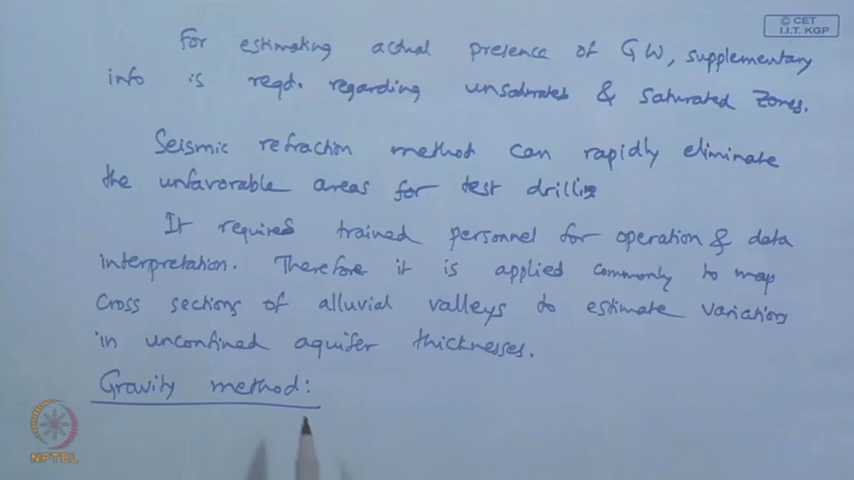 © CET
I.I.T. KGP
For estimating actual presence of GW, supplementary
info is reqd. regarding unsaturated & saturated zones.
Seismic refraction method can rapidly eliminate
the unfavorable areas for test drilling
It requires trained personnel for operation & data
interpretation. Therefore it is applied commonly to map
cross sections of alluvial valleys to estimate variations
in unconfined aquifer thicknesses.
Gravity method:
NPTEL